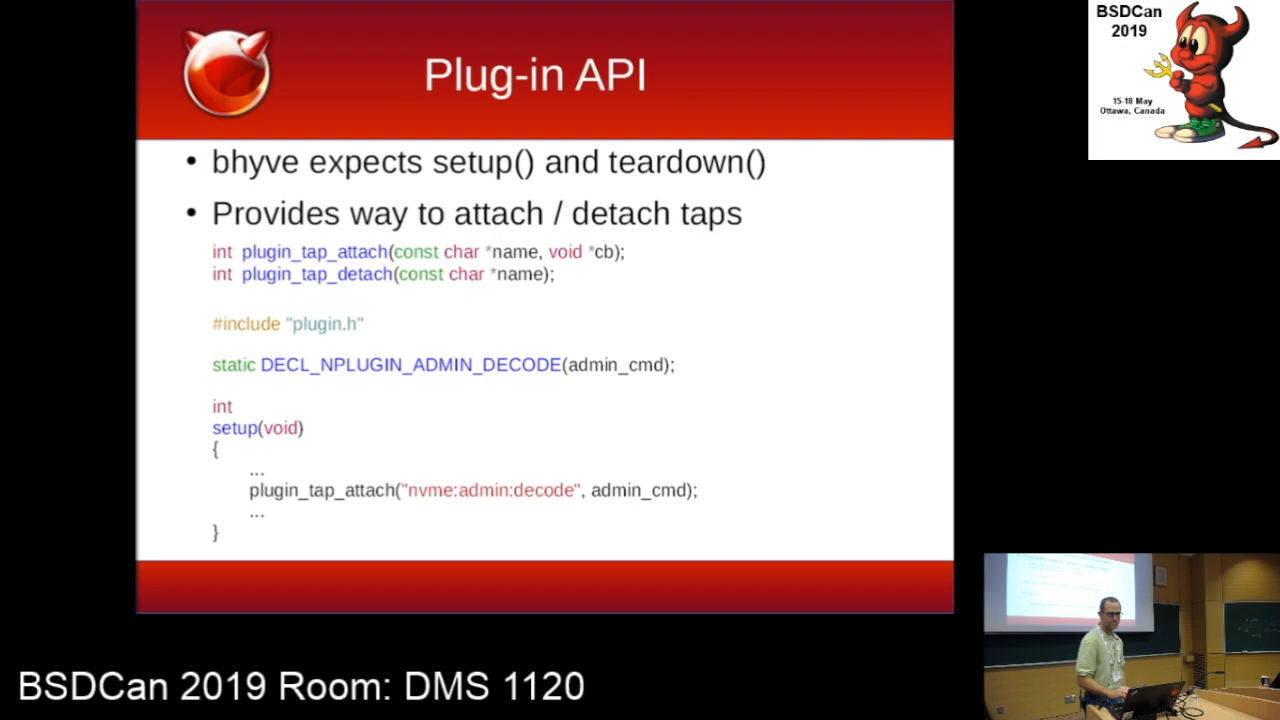 Plug-in API
• bhyve expects setup() and teardown()
• Provides way to attach / detach taps
int plugin_tap_attach(const char *name, void *cb);
int plugin_tap_detach(const char *name);
#include "plugin.h"
static DECL_NPLUGIN_ADMIN_DECODE(admin_cmd);
int
setup(void)
{
...
plugin_tap_attach("nvme:admin:decode", admin_cmd);
...
}
BSDCan
2019
15-18 May
Ottawa, Canada
BSDCan 2019 Room: DMS 1120